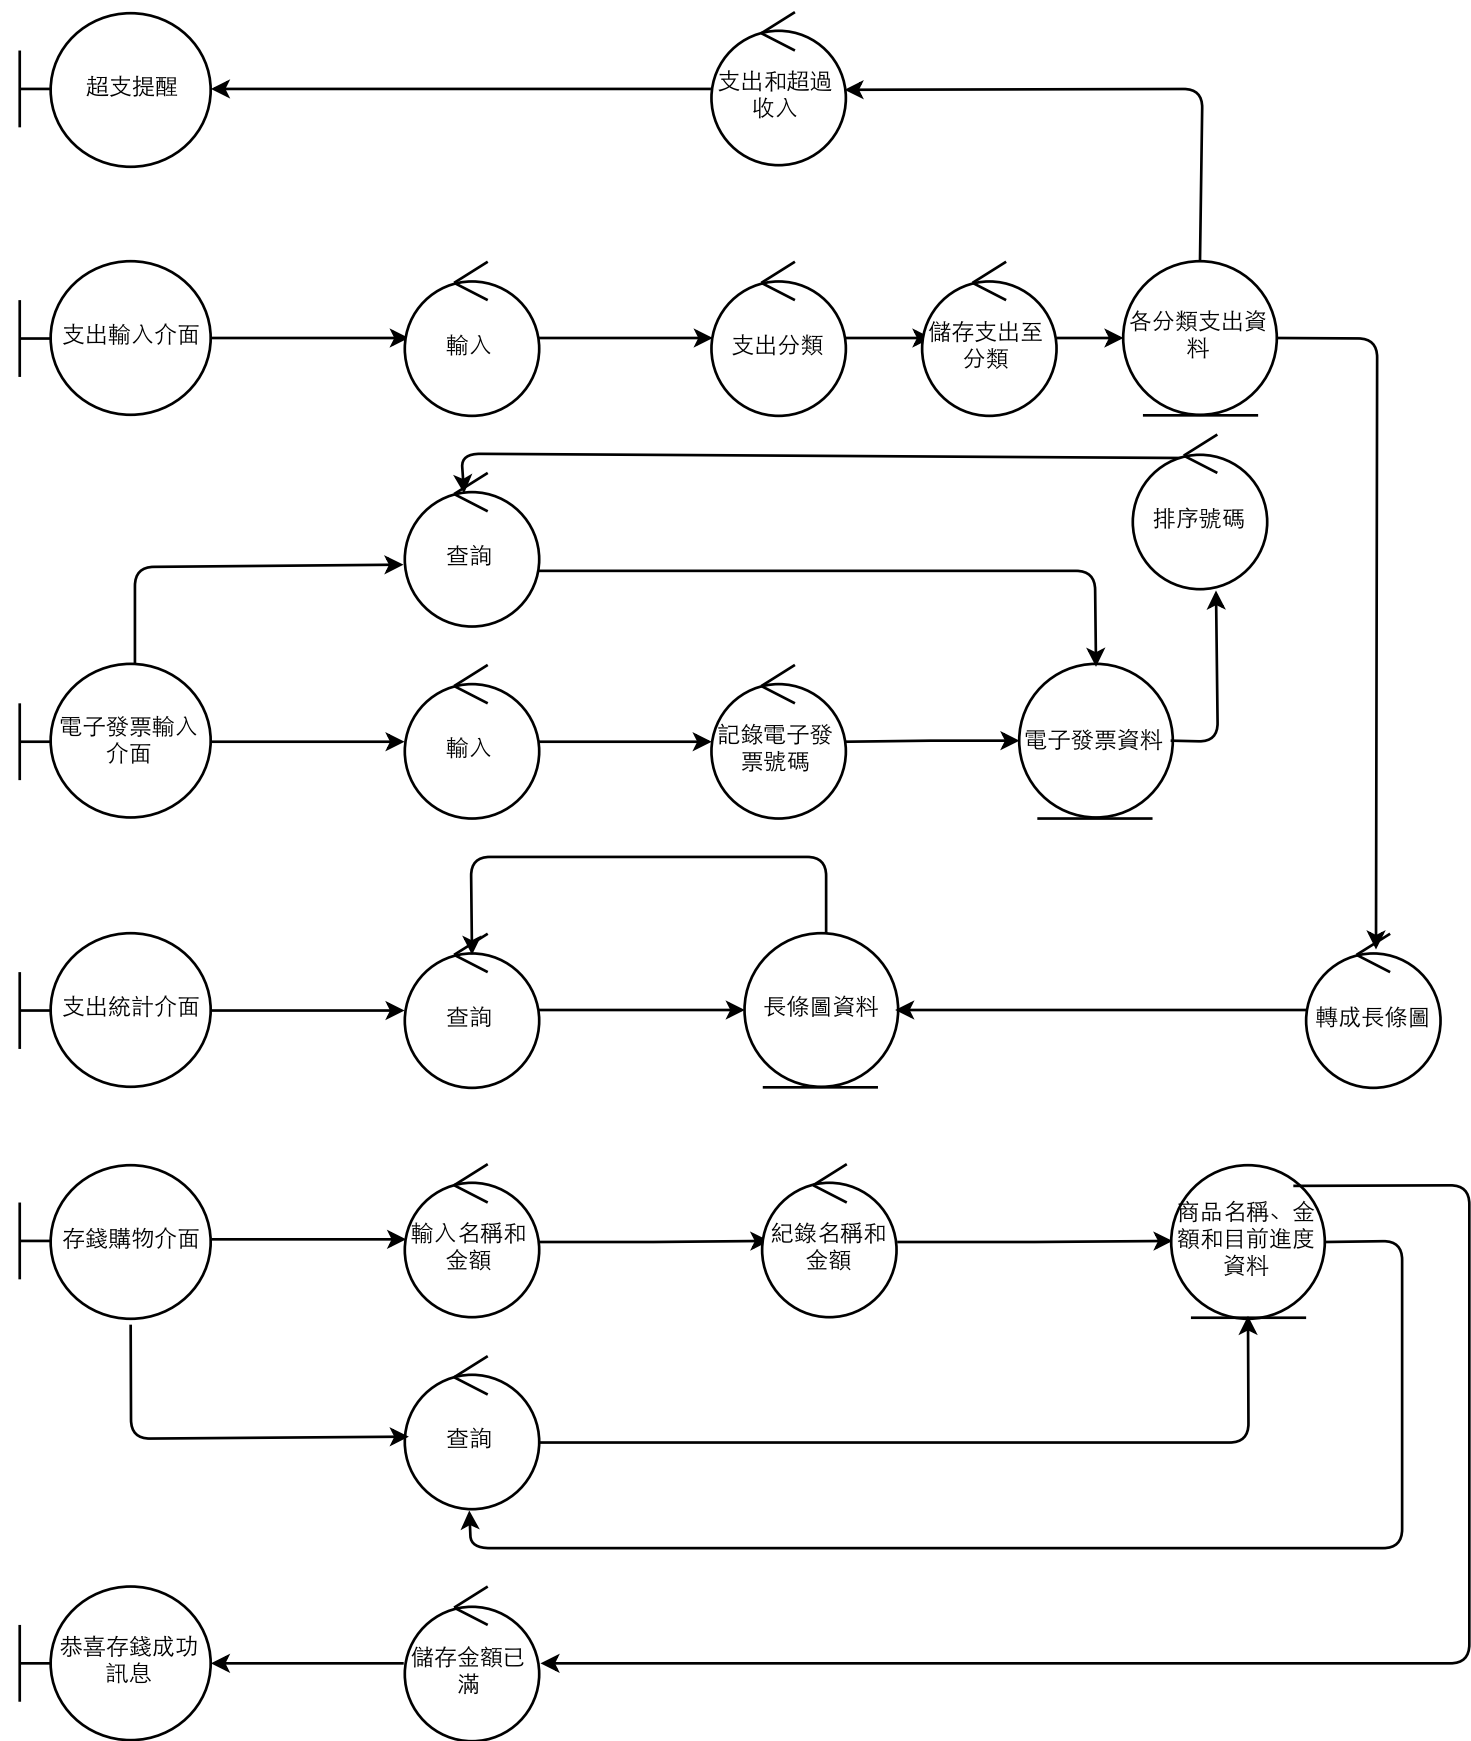 超支提醒
支出和超過
收入
支出輸入介面
輸入
支出分類
儲存支出至
分類
各分類支出資
料
查詢
排序號碼
電子發票輸入
介面
輸入
記錄電子發
票號碼
電子發票資料
支出統計介面
查詢
長條圖資料
轉成長條圖
存錢購物介面
輸入名稱和
金額
紀錄名稱和
金額
商品名稱、金
額和目前進度
資料
查詢
恭喜存錢成功
訊息
儲存金額已
滿